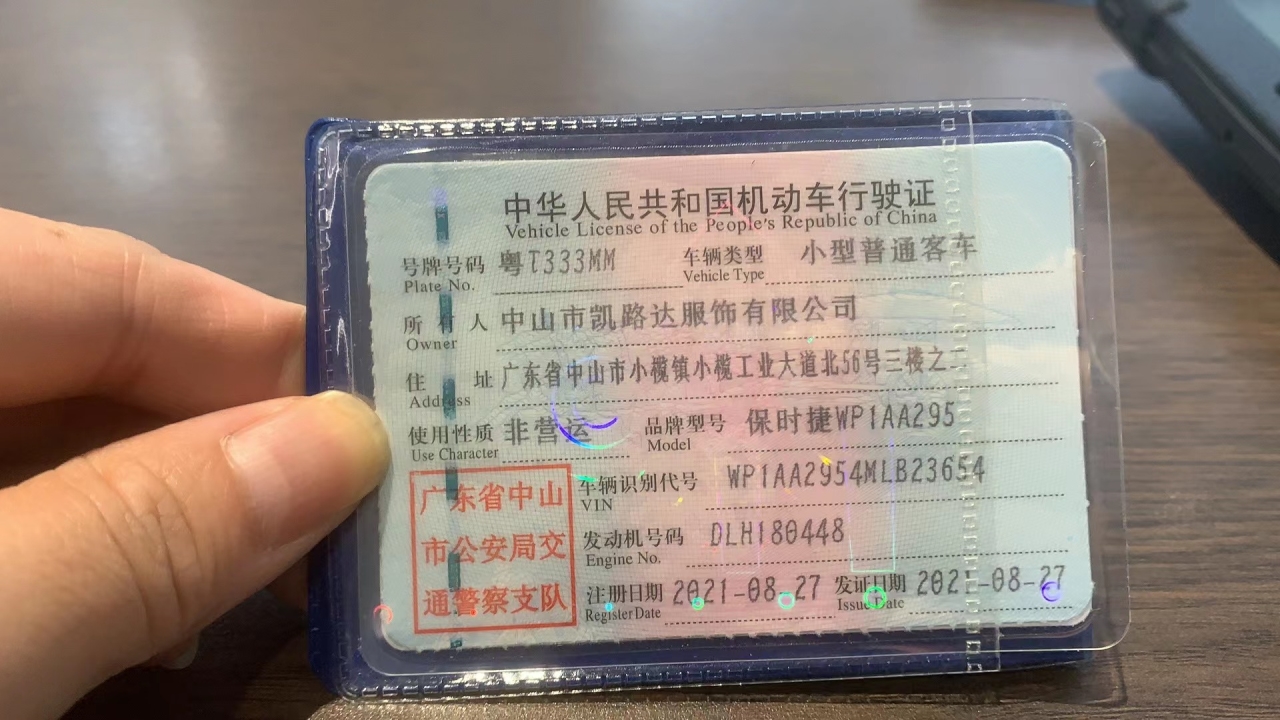 中华人民共和国机动车行驶证
Vehicle License of the People's Republic of China
号牌号码 粤T333MM 车辆类型 小型普通客车
Plate No. Vehicle Type
所有人 中山市凯路达服饰有限公司
Owner
住址 广东省中山市小榄镇小榄工业大道北56号三楼之二
Address
使用性质 非营运 品牌型号 保时捷WP1AA295
Use Character Model
广东省中山
市公安局交
通警察支队
车辆识别代号 WP1AA2954MLB23654
VIN
发动机号码 DLH180448
Engine No.
注册日期 2021-08-27 发证日期 2021-08-27
Register Date Issue Date